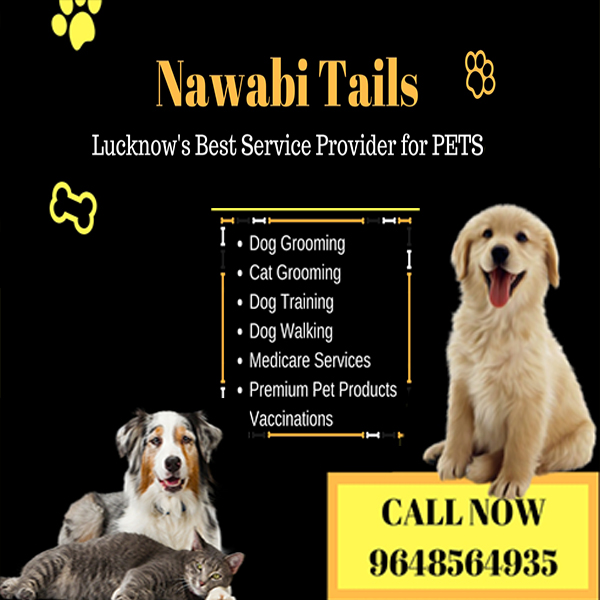 Nawabi Tails
Lucknow's Best Service Provider for PETS
• Dog Grooming
• Cat Grooming
• Dog Training
• Dog Walking
• Medicare Services
• Premium Pet Products
Vaccinations
CALL NOW
9648564935